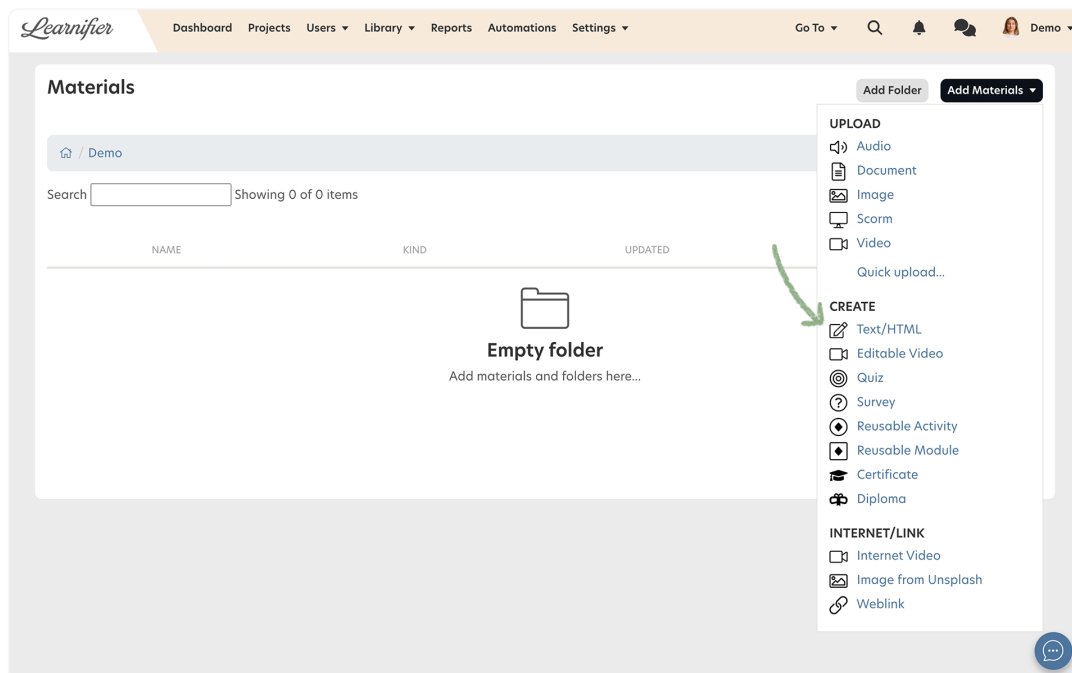 Learnifier Dashboard Projects Users Library Reports Automations Settings Go To Demo
Materials
Add Folder Add Materials
/ Demo
Search Showing 0 of 0 items
NAME KIND UPDATED
Empty folder
Add materials and folders here...
UPLOAD
Audio
Document
Image
Scorm
Video
Quick upload...
CREATE
Text/HTML
Editable Video
Quiz
Survey
Reusable Activity
Reusable Module
Certificate
Diploma
INTERNET/LINK
Internet Video
Image from Unsplash
Weblink